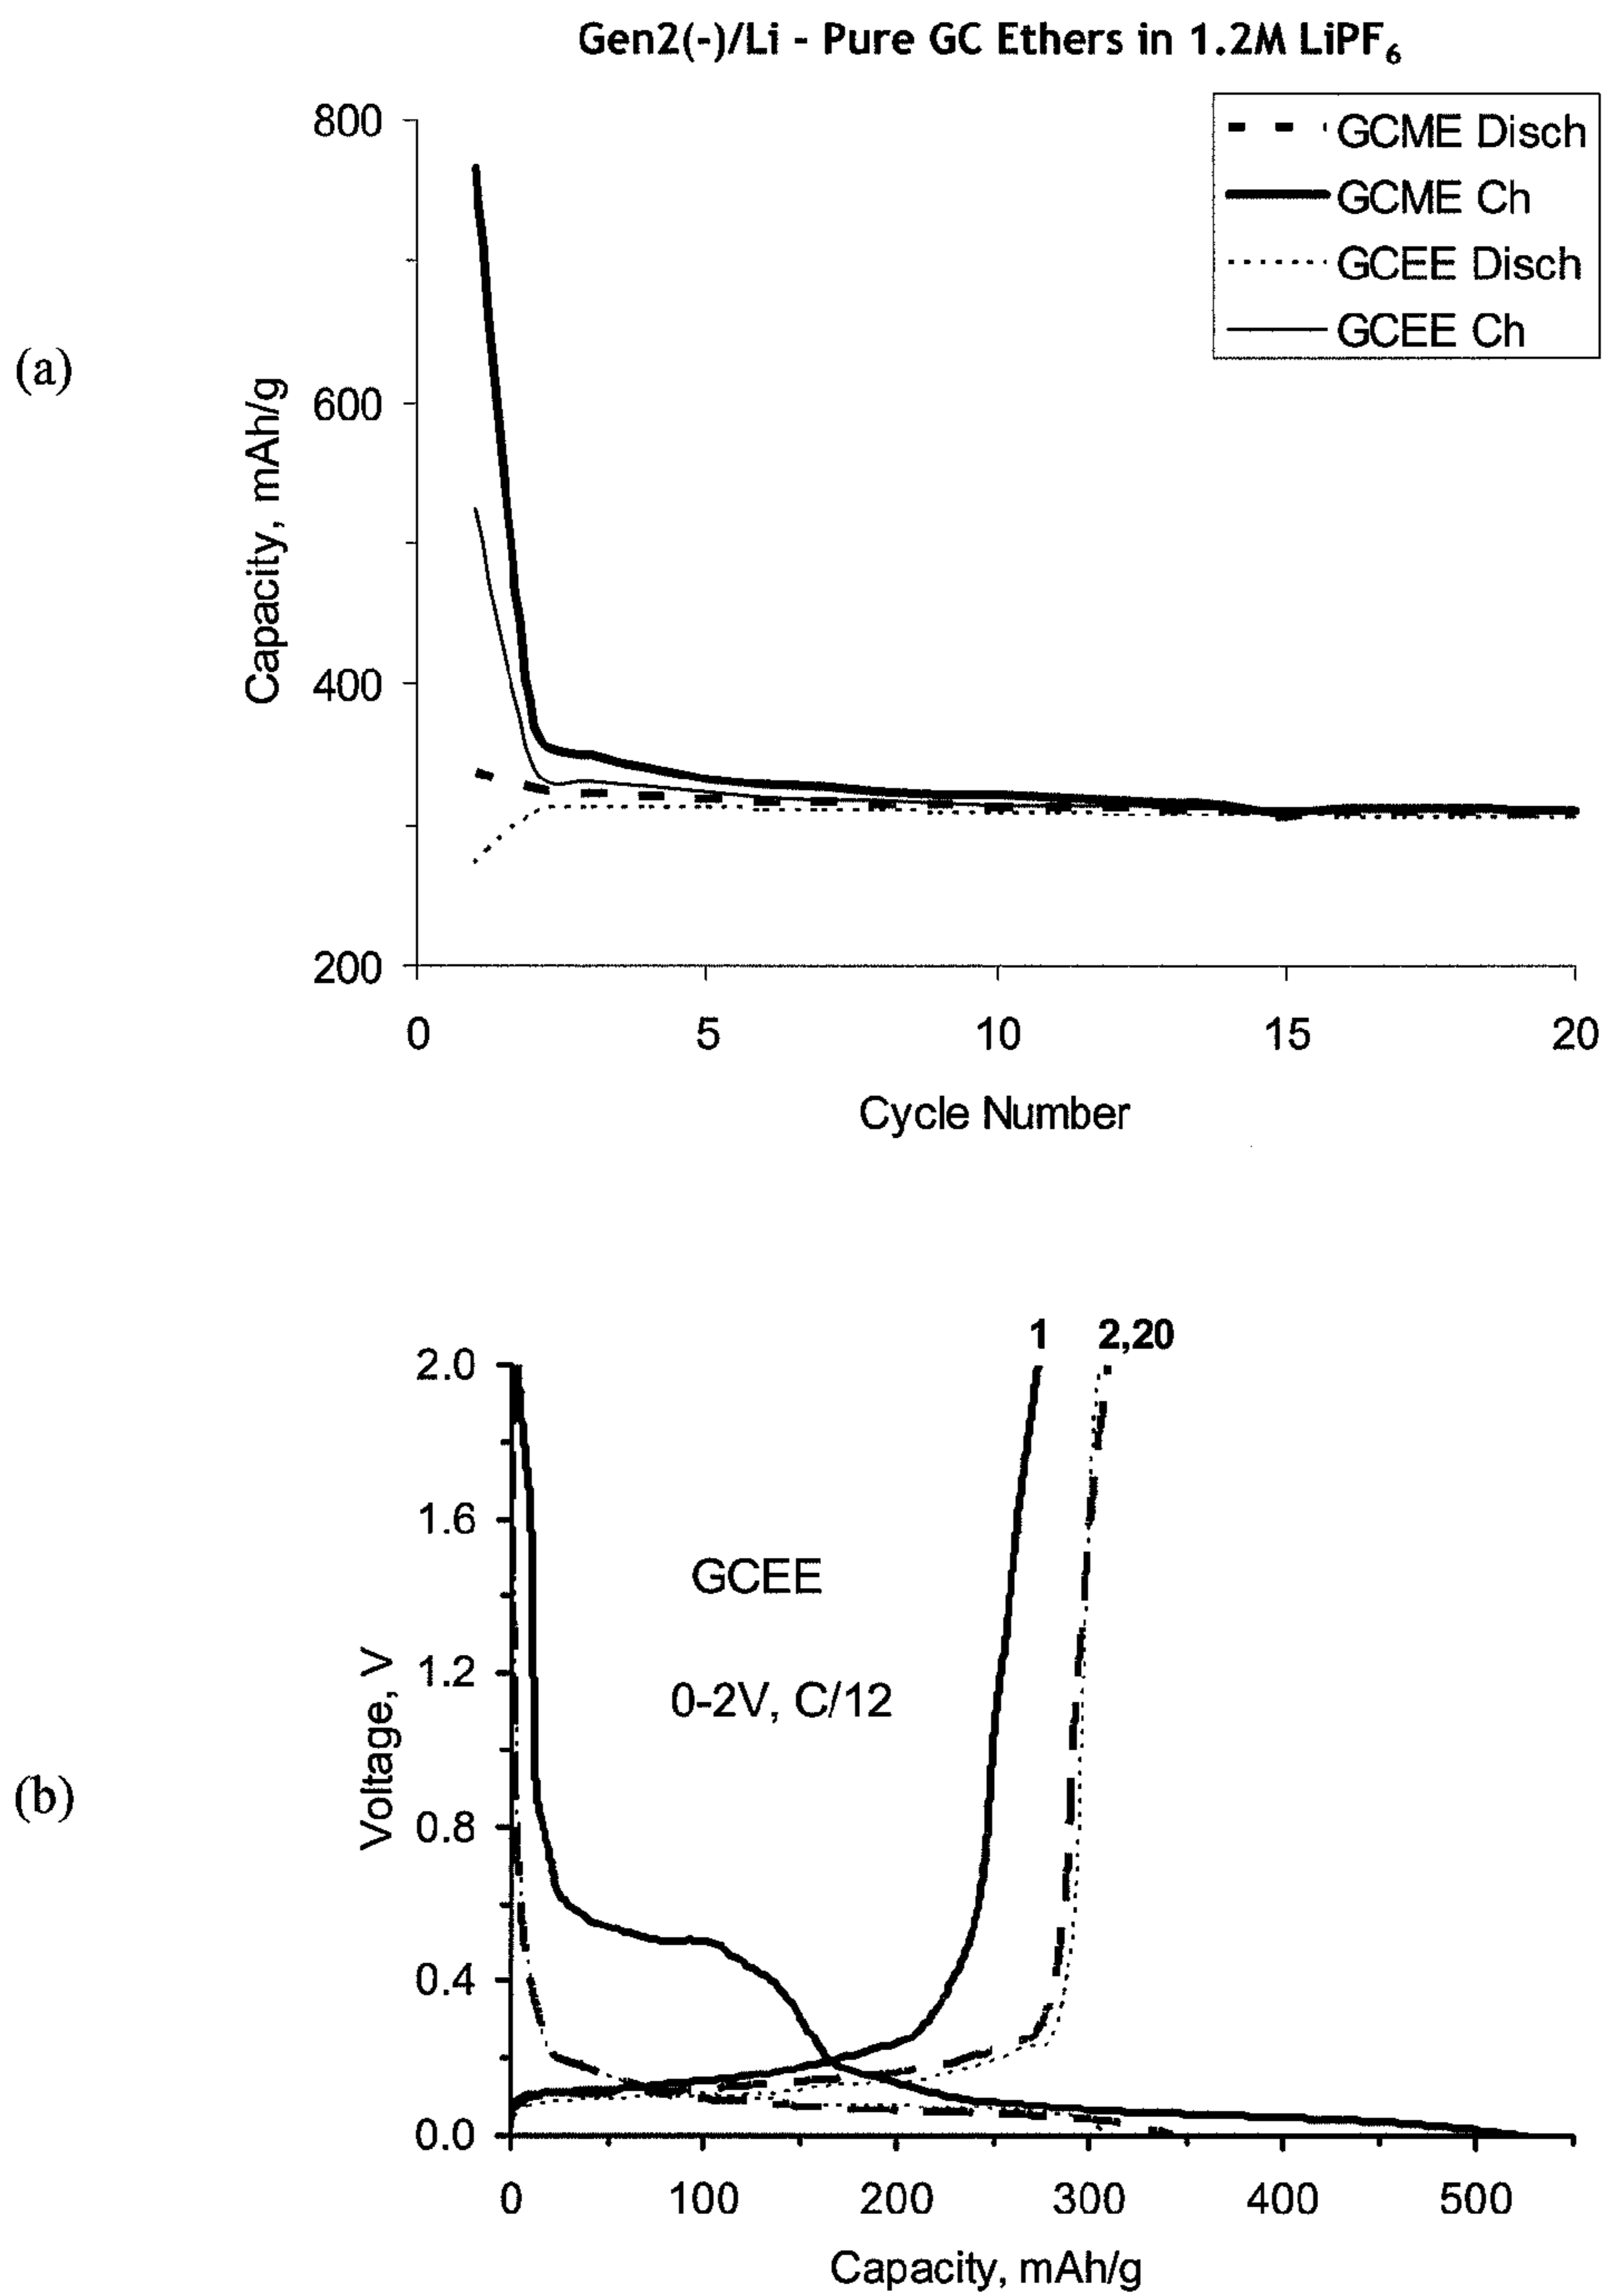 Gen2(-)/Li - Pure GC Ethers in 1.2M LiPF6
GCME Disch
GCME Ch
GCEE Disch
GCEE Ch
(a)
Capacity, mAh/g
800
600
400
200
0 5 10 15 20
Cycle Number
(b)
1 2,20
GCEE
0-2V, C/12
Voltage, V
2.0
1.6
1.2
0.8
0.4
0.0
0 100 200 300 400 500
Capacity, mAh/g